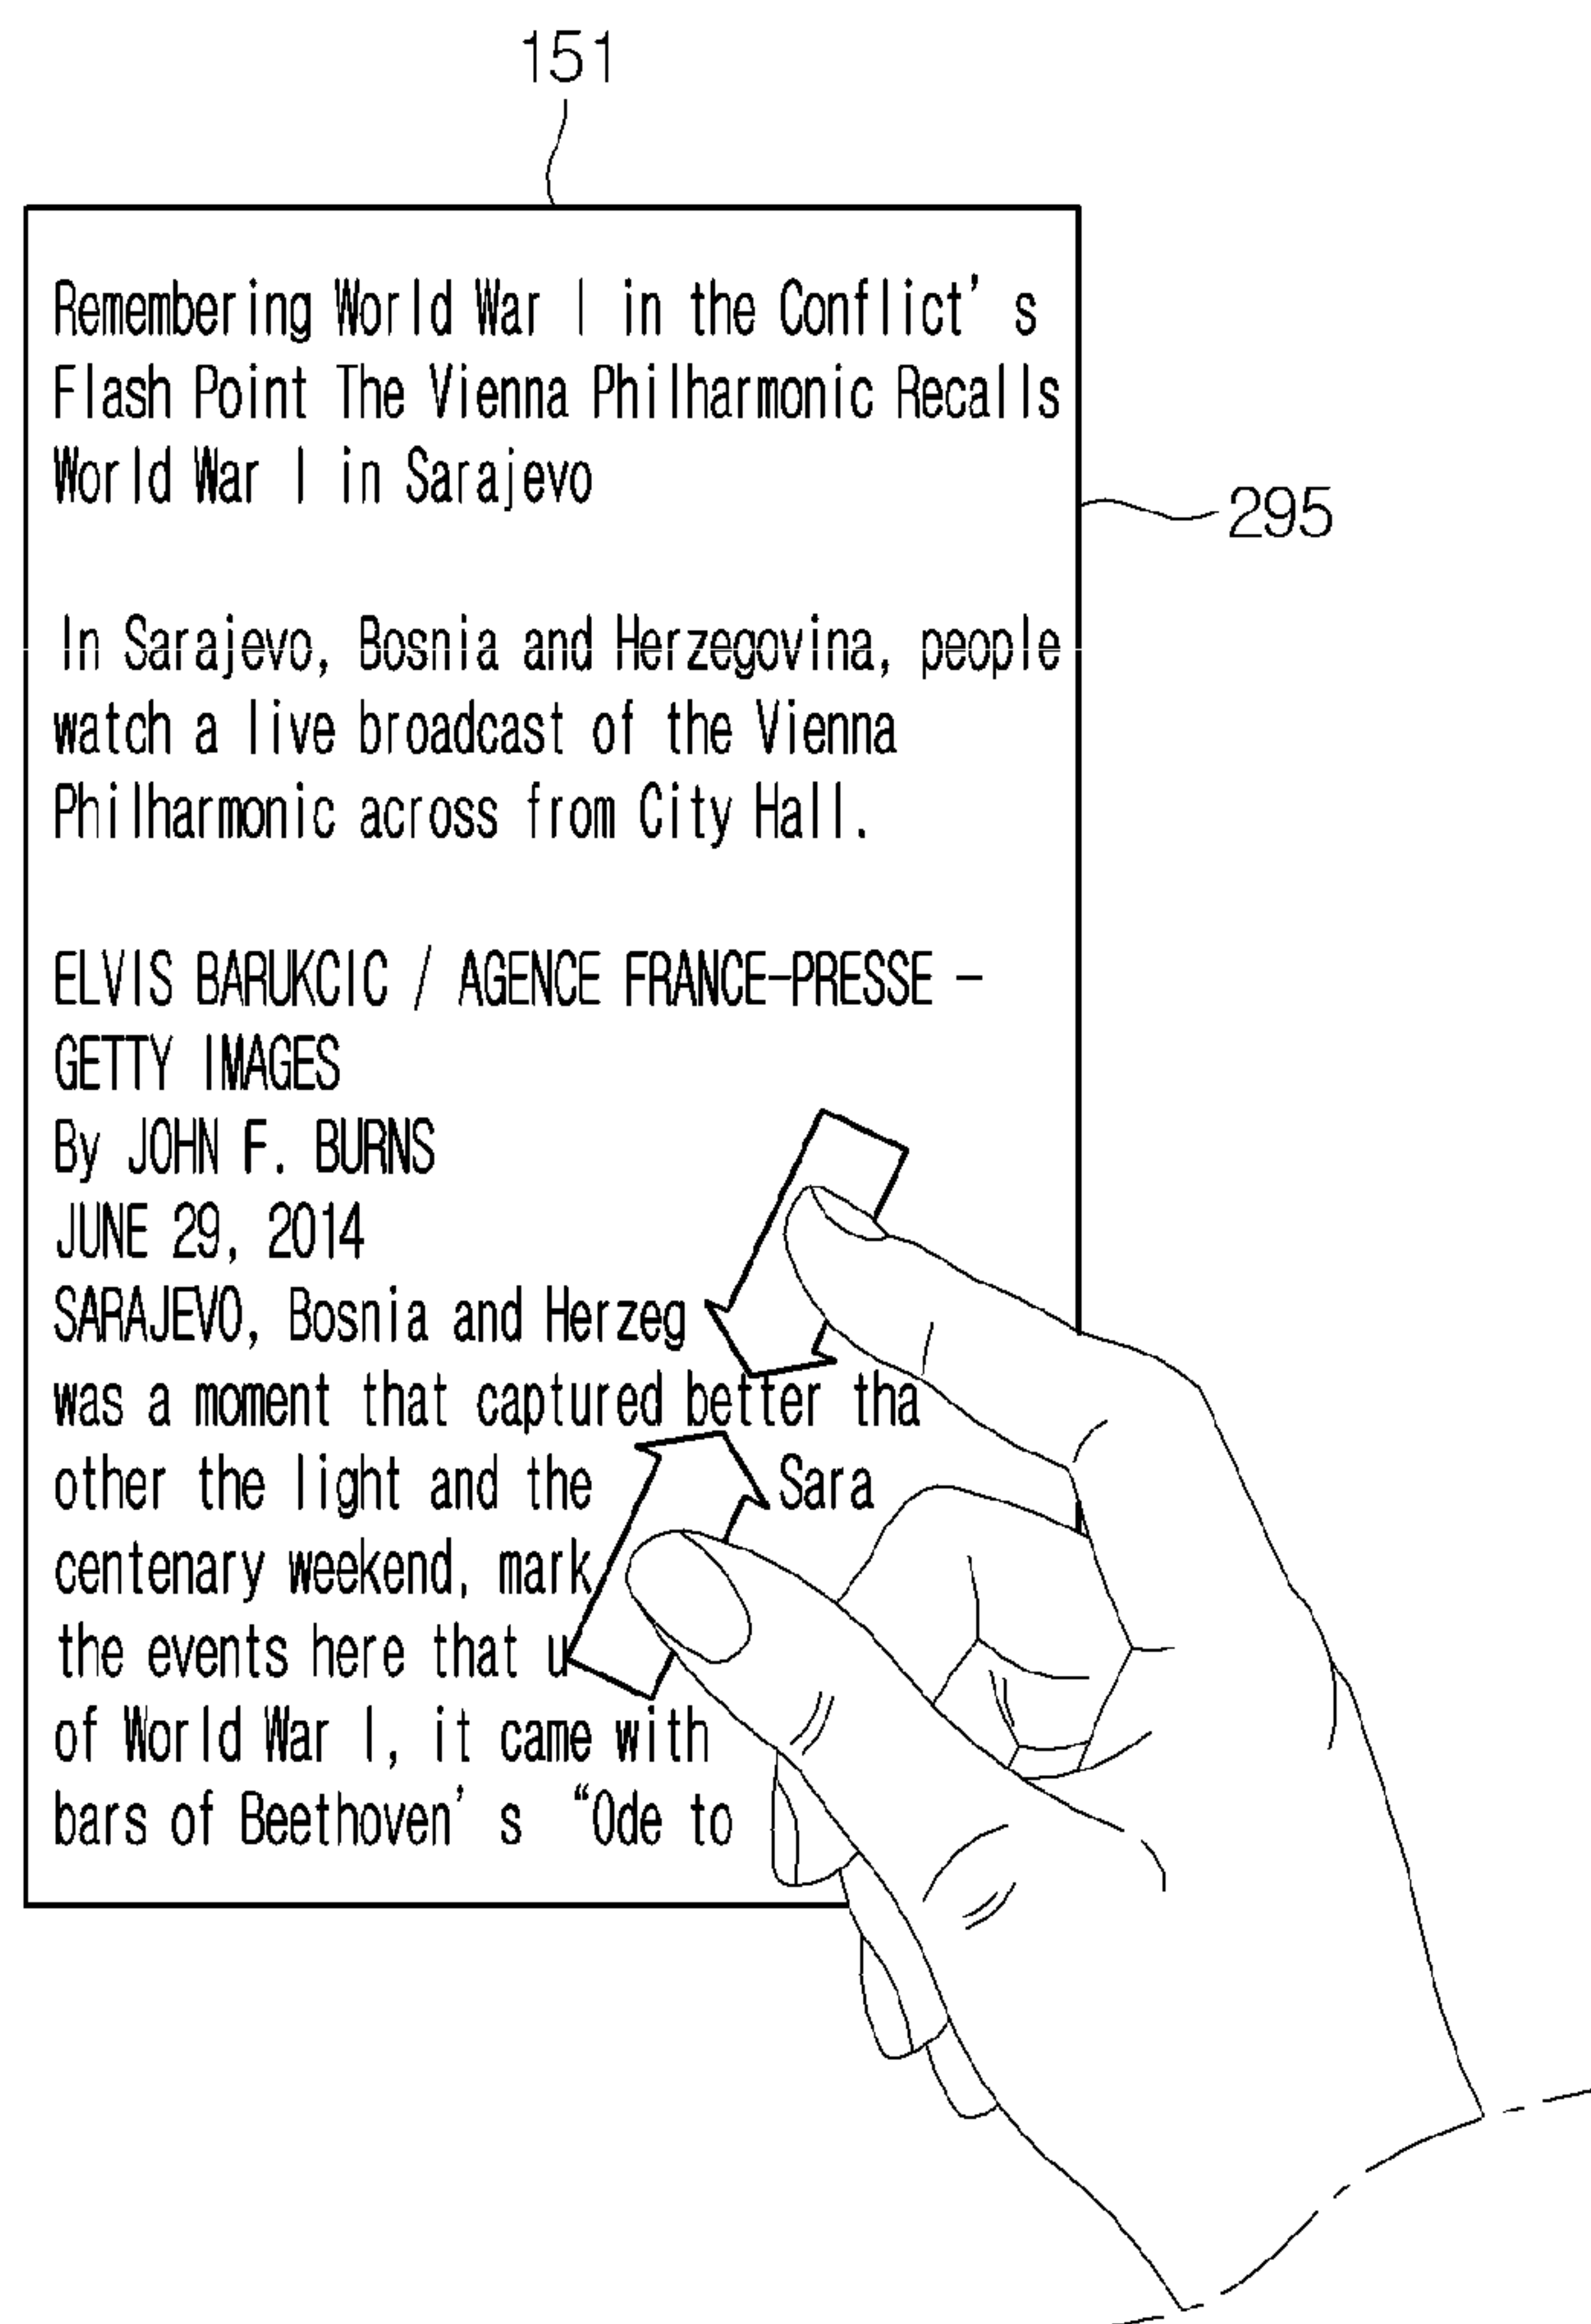 151
Remembering World War I in the Conflict's
Flash Point The Vienna Philharmonic Recalls
World War I in Sarajevo
295
In Sarajevo, Bosnia and Herzegovina, people
watch a live broadcast of the Vienna
Philharmonic across from City Hall.
ELVIS BARUKCIC / AGENCE FRANCE-PRESSE -
GETTY IMAGES
By JOHN F. BURNS
JUNE 29, 2014
SARAJEVO, Bosnia and Herzeg
was a moment that captured better tha
other the light and the Sara
centenary weekend, mark
the events here that u
of World War I, it came with
bars of Beethoven's “Ode to